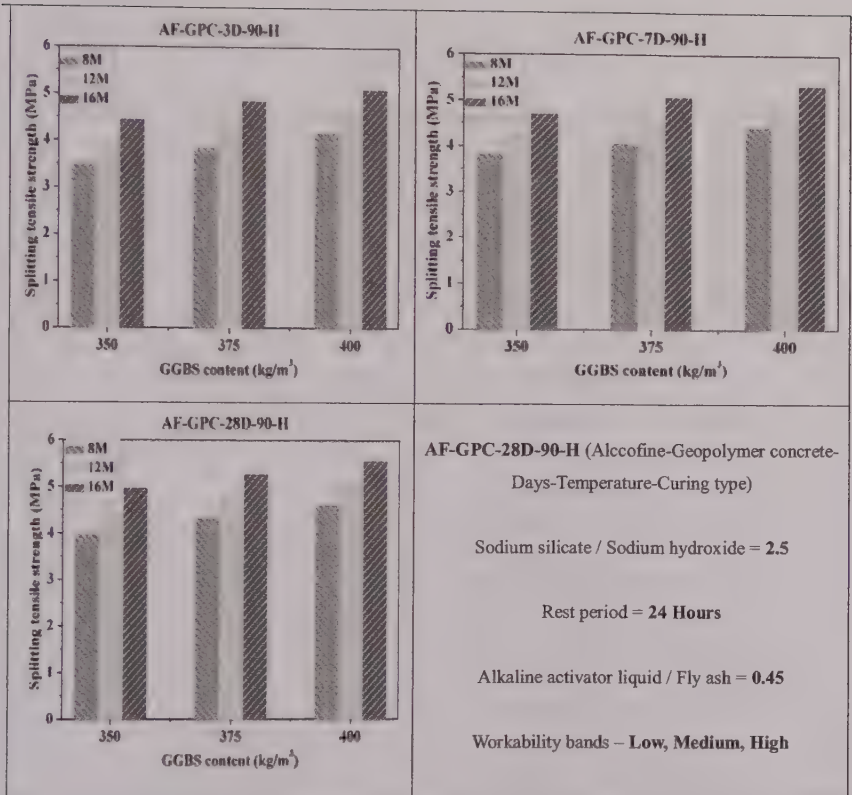 AF-GPC-3D-90-H
6
5
4
3
2
1
0
Splitting tensile strength (MPa)
8M
12M
16M
350
375
400
GGBS content (kg/m³)
AF-GPC-7D-90-H
6
5
4
3
2
1
0
Splitting tensile strength (MPa)
8M
12M
16M
350
375
400
GGBS content (kg/m³)
AF-GPC-28D-90-H
6
5
4
3
2
1
0
Splitting tensile strength (MPa)
8M
12M
16M
350
375
400
GGBS content (kg/m³)
AF-GPC-28D-90-H (Alccofine-Geopolymer concrete-
Days-Temperature-Curing type)
Sodium silicate / Sodium hydroxide = 2.5
Rest period = 24 Hours
Alkaline activator liquid / Fly ash = 0.45
Workability bands – Low, Medium, High